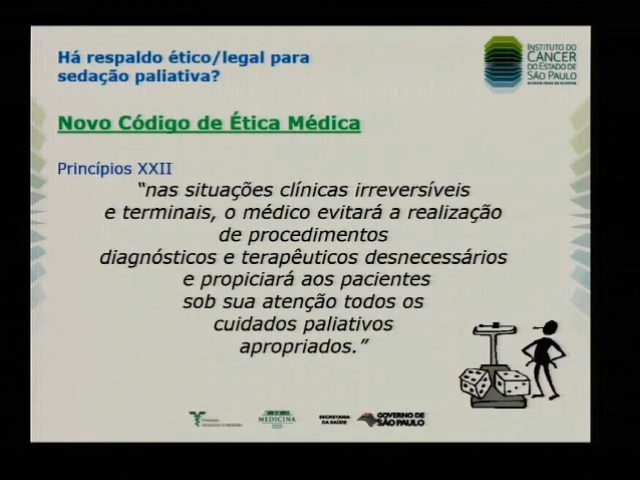 Há respaldo ético/legal para
sedação paliativa?
INSTITUTO DO
CÂNCER
DO ESTADO DE
SÃO PAULO
Novo Código de Ética Médica
Princípios XXII
“nas situações clínicas irreversíveis
e terminais, o médico evitará a realização
de procedimentos
diagnósticos e terapêuticos desnecessários
e propiciará aos pacientes
sob sua atenção todos os
cuidados paliativos
apropriados.”
MEDICINA
SECRETARIA
DA SAÚDE
GOVERNO DE
SÃO PAULO